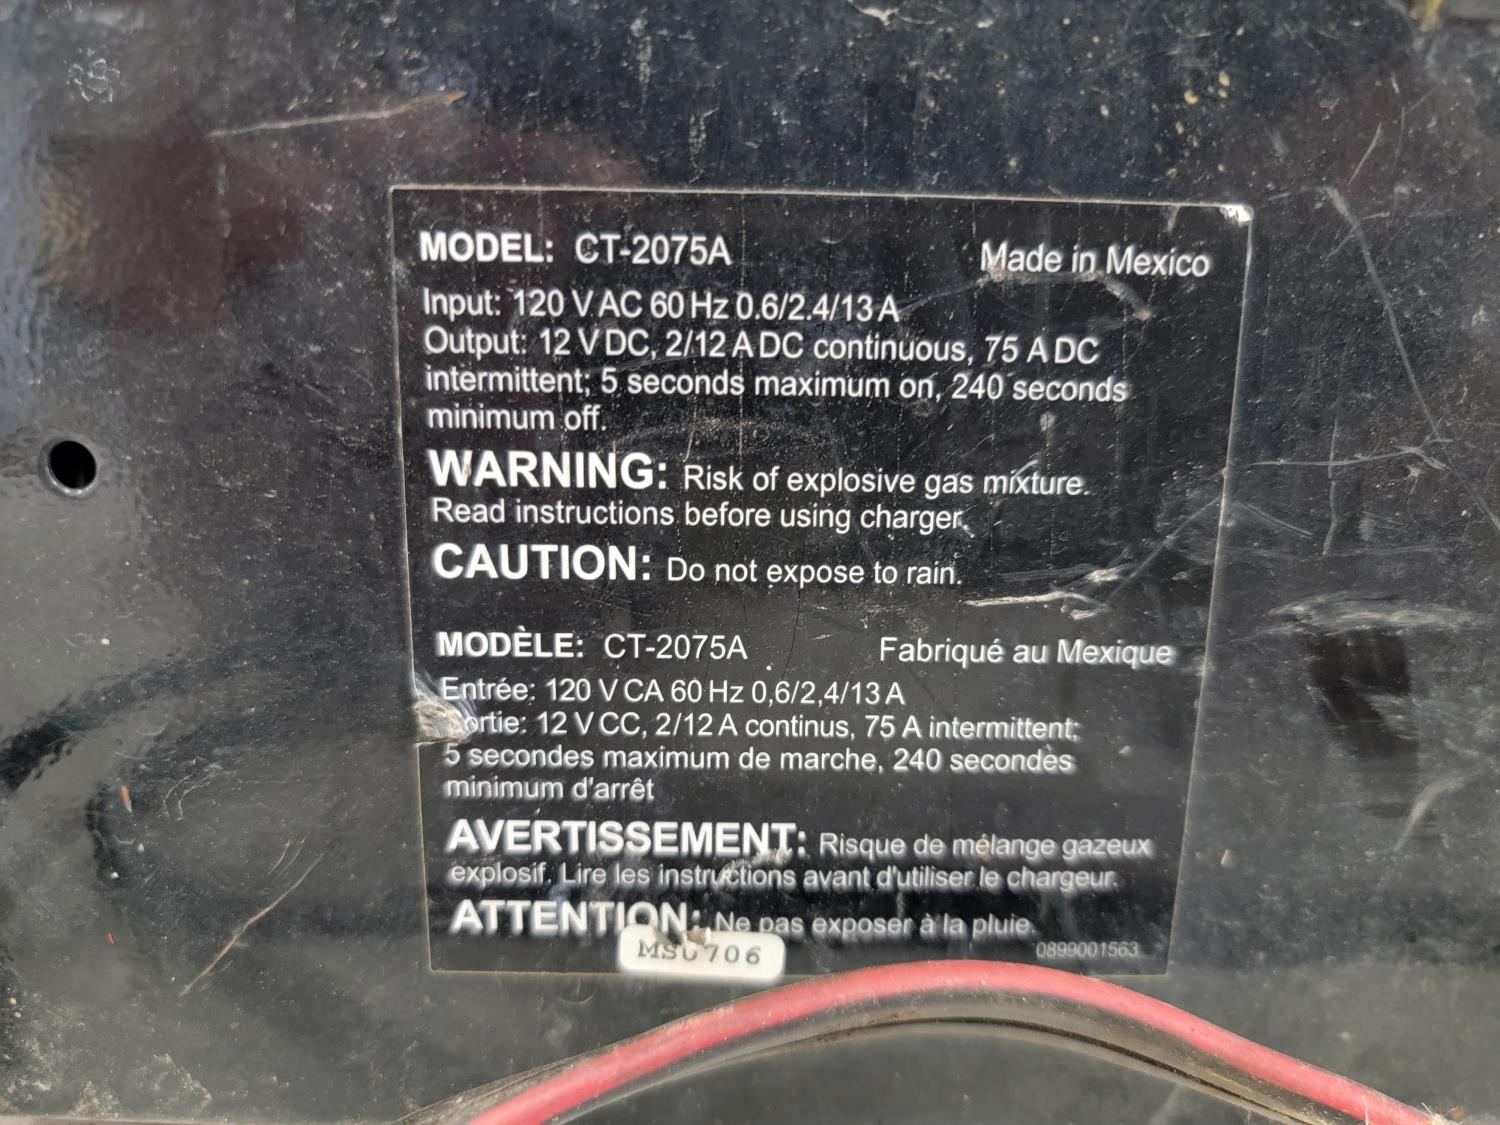 MODEL: CT-2075A Made in Mexico
Input: 120 V AC 60 Hz 0.6/2.4/13 A
Output: 12 V DC, 2/12 A DC continuous, 75 A DC
intermittent; 5 seconds maximum on, 240 seconds
minimum off.
WARNING: Risk of explosive gas mixture.
Read instructions before using charger.
CAUTION: Do not expose to rain.
MODÈLE: CT-2075A Fabriqué au Mexique
Entrée: 120 V CA 60 Hz 0,6/2,4/13 A
Sortie: 12 V CC, 2/12 A continus, 75 A intermittent;
5 secondes maximum de marche, 240 secondes
minimum d'arrêt
AVERTISSEMENT: Risque de mélange gazeux
explosif. Lire les instructions avant d'utiliser le chargeur.
ATTENTION: Ne pas exposer à la pluie.
0899001563